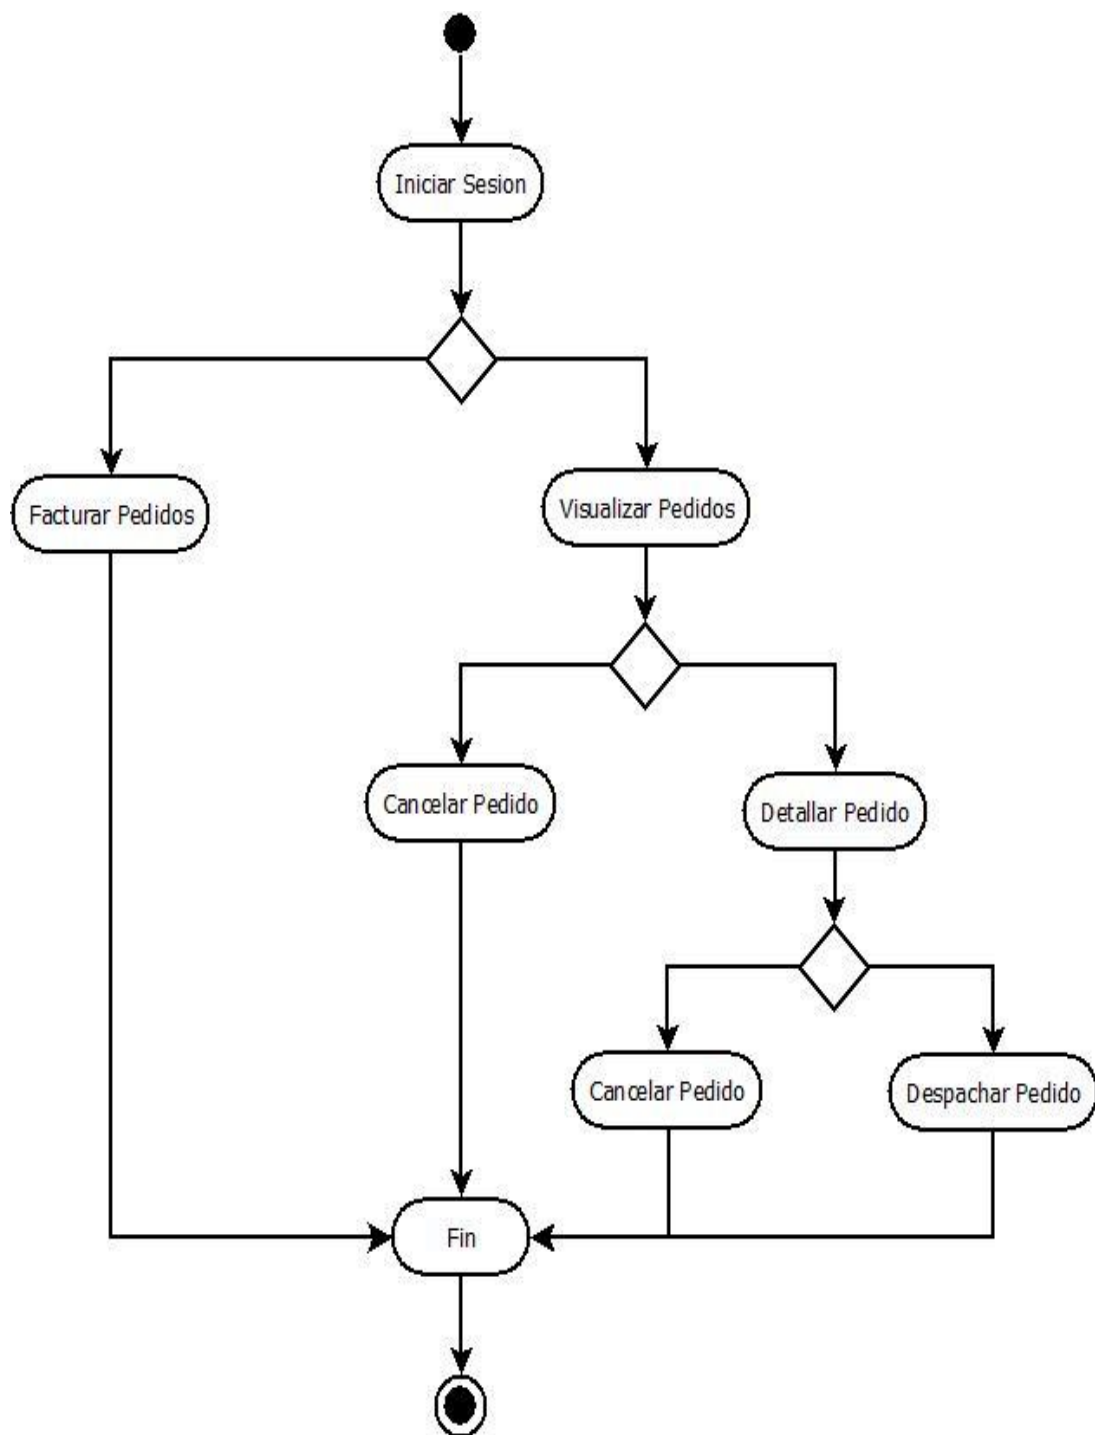 Iniciar Sesion
Facturar Pedidos
Visualizar Pedidos
Cancelar Pedido
Detallar Pedido
Cancelar Pedido
Despachar Pedido
Fin